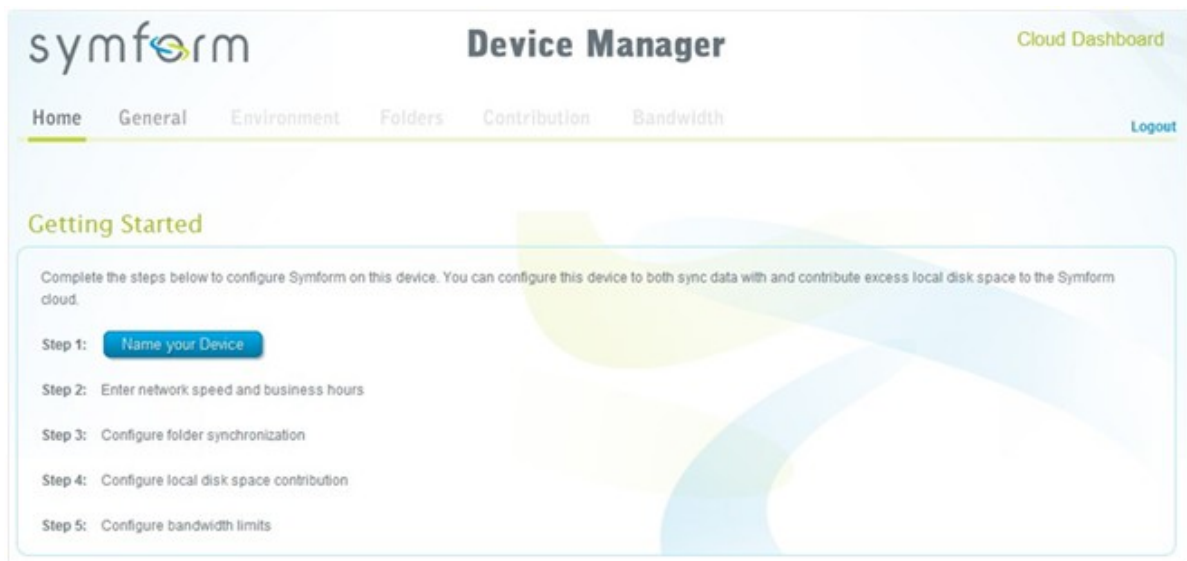 symform
Device Manager
Cloud Dashboard
Home General Environment Folders Contribution Bandwidth
Logout
Getting Started
Complete the steps below to configure Symform on this device. You can configure this device to both sync data with and contribute excess local disk space to the Symform
cloud.
Step 1: Name your Device
Step 2: Enter network speed and business hours
Step 3: Configure folder synchronization
Step 4: Configure local disk space contribution
Step 5: Configure bandwidth limits